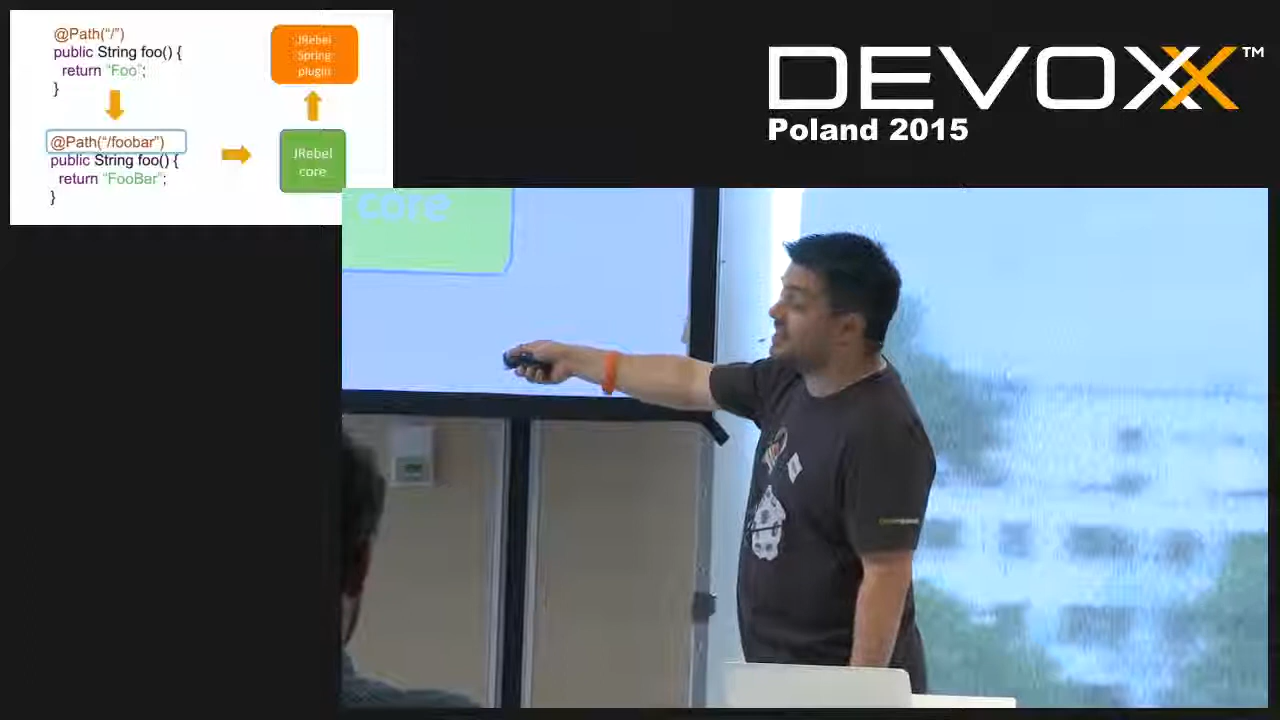 @Path("/")
public String foo() {
return "Foo";
}
@Path("/foobar")
public String foo() {
return "FooBar";
}
JRebel
Spring
plugin
JRebel
core
DEVOXX™
Poland 2015
core